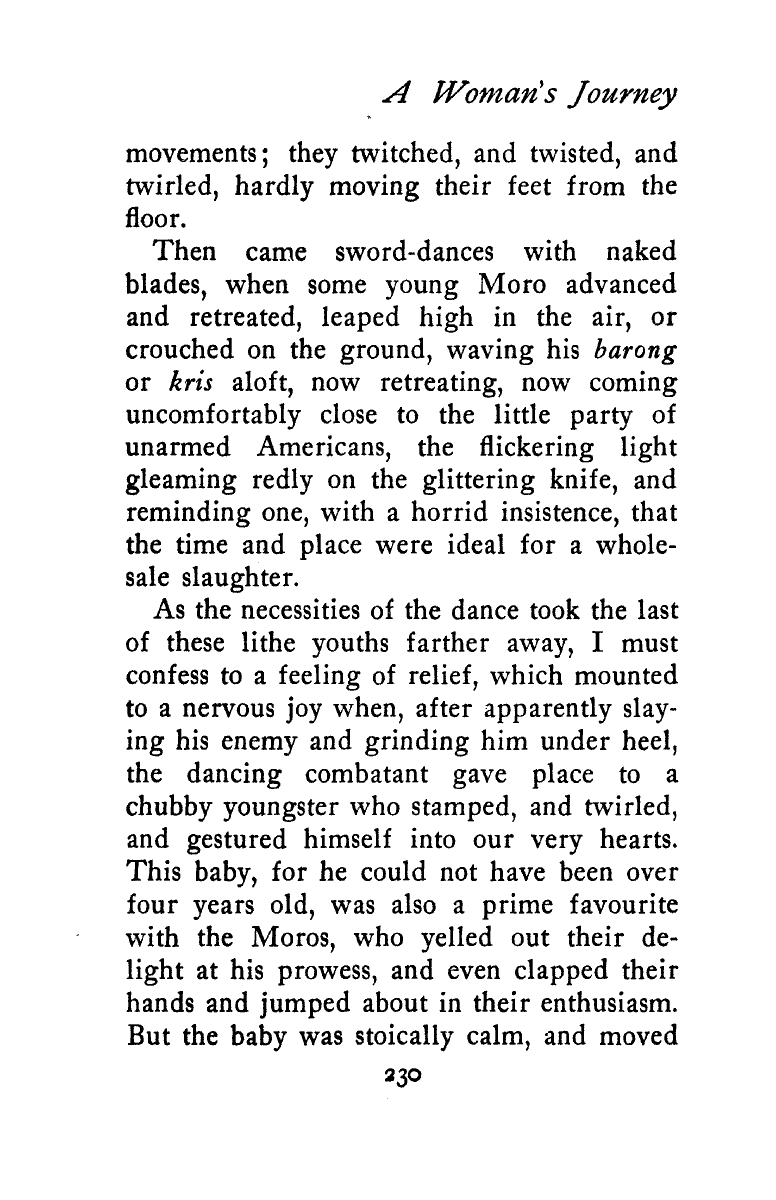 A Woman's Journey
movements; they twitched, and twisted, and
twirled, hardly moving their feet from the
floor.
Then came sword-dances with naked
blades, when some young Moro advanced
and retreated, leaped high in the air, or
crouched on the ground, waving his barong
or kris aloft, now retreating, now coming
uncomfortably close to the little party of
unarmed Americans, the flickering light
gleaming redly on the glittering knife, and
reminding one, with a horrid insistence, that
the time and place were ideal for a whole-
sale slaughter.
As the necessities of the dance took the last
of these lithe youths farther away, I must
confess to a feeling of relief, which mounted
to a nervous joy when, after apparently slay-
ing his enemy and grinding him under heel,
the dancing combatant gave place to a
chubby youngster who stamped, and twirled,
and gestured himself into our very hearts.
This baby, for he could not have been over
four years old, was also a prime favourite
with the Moros, who yelled out their de-
light at his prowess, and even clapped their
hands and jumped about in their enthusiasm.
But the baby was stoically calm, and moved
230